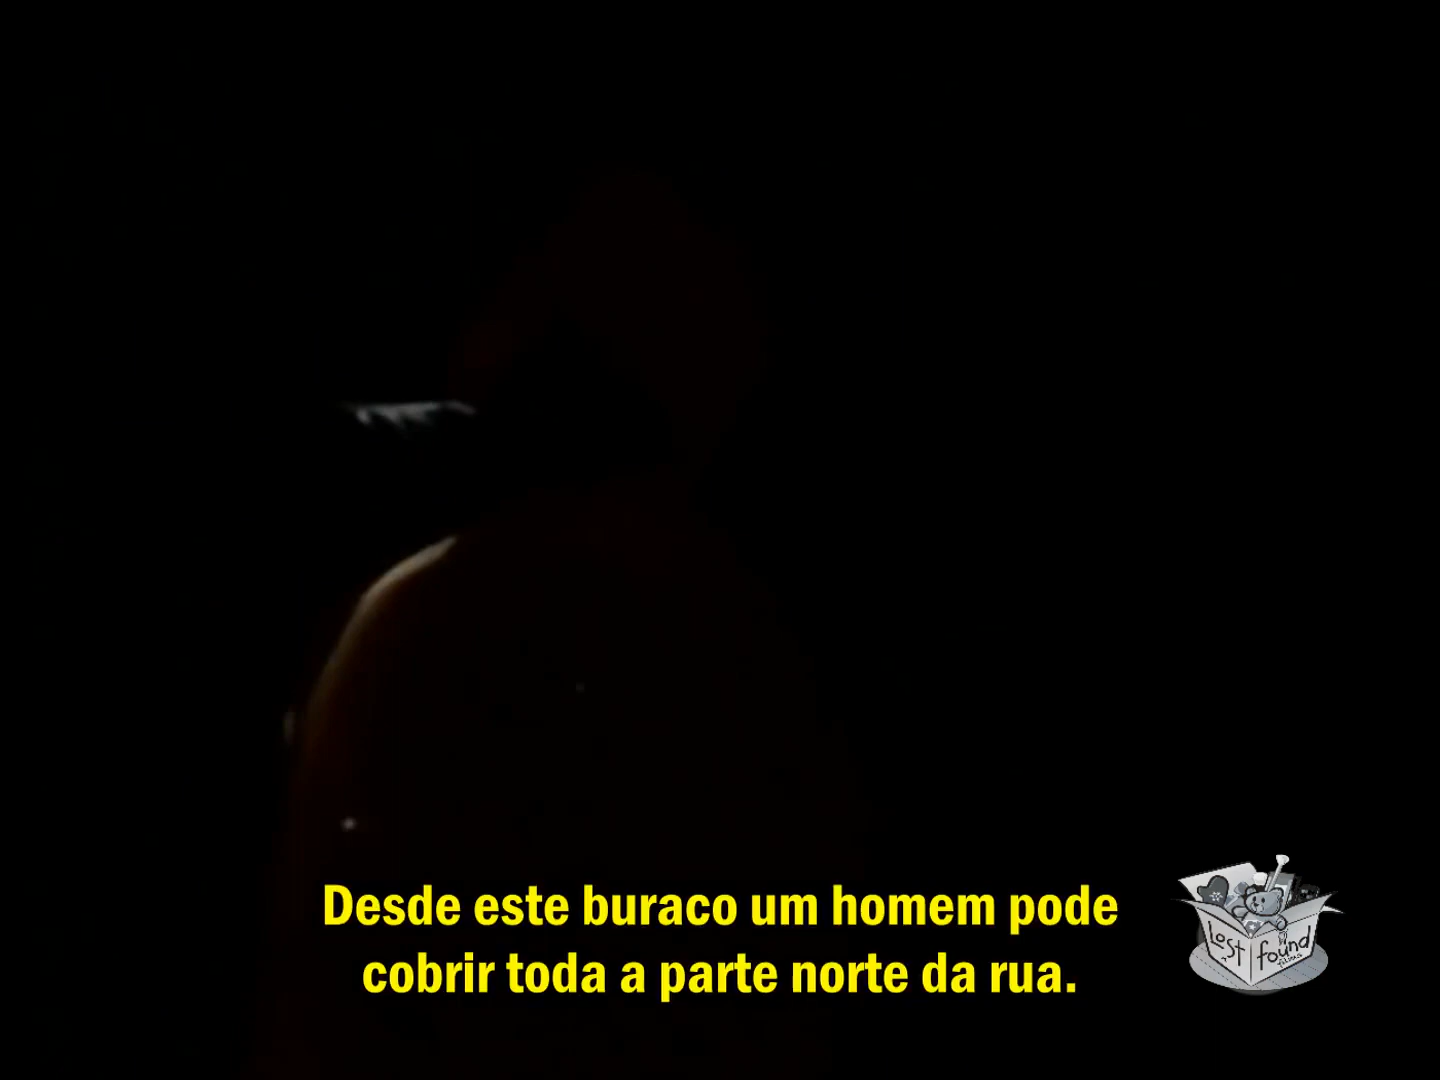 Desde este buraco um homem pode
cobrir toda a parte norte da rua.
Lost found